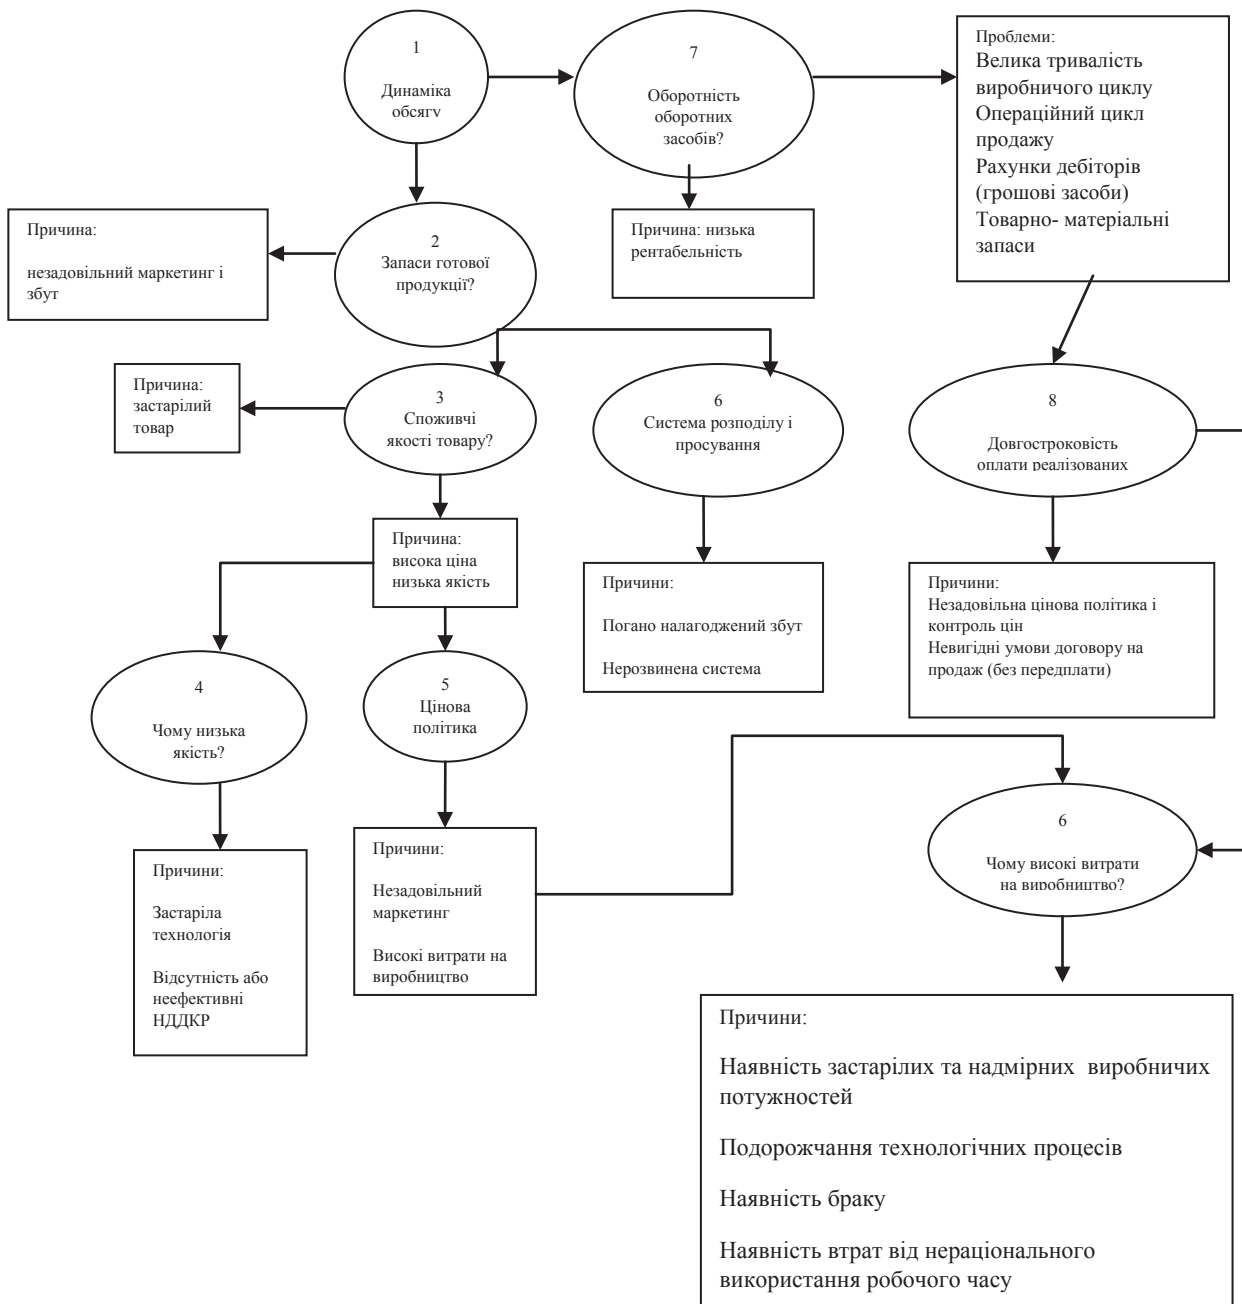 1
Динаміка
обсягу
7
Оборотність
оборотних
засобів?
Проблеми:
Велика тривалість
виробничого циклу
Операційний цикл
продажу
Рахунки дебіторів
(грошові засоби)
Товарно- матеріальні
запаси
Причина:
незадовільний маркетинг і
збут
2
Запаси готової
продукції?
Причина: низька
рентабельність
Причина:
застарілий
товар
3
Споживчі
якості товару?
6
Система розподілу і
просування
8
Довгостроковість
оплати реалізованих
Причина:
висока ціна
низька якість
Причини:
Погано налагоджений збут
Нерозвинена система
Причини:
Незадовільна цінова політика і
контроль цін
Невигідні умови договору на
продаж (без передплати)
4
Чому низька
якість?
5
Цінова
політика
6
Чому високі витрати
на виробництво?
Причини:
Застаріла
технологія
Відсутність або
неефективні
НДДКР
Причини:
Незадовільний
маркетинг
Високі витрати на
виробництво
Причини:
Наявність застарілих та надмірних виробничих
потужностей
Подорожчання технологічних процесів
Наявність браку
Наявність втрат від нераціонального
використання робочого часу